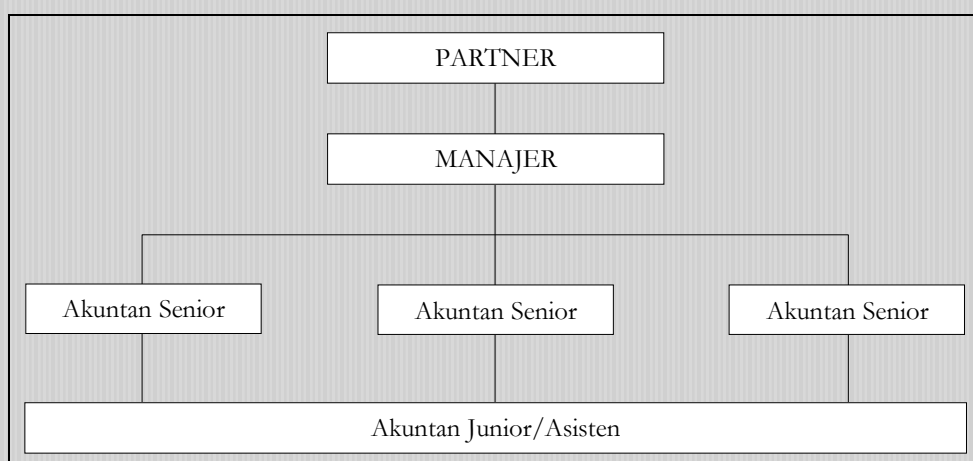 PARTNER
MANAJER
Akuntan Senior
Akuntan Senior
Akuntan Senior
Akuntan Junior/Asisten